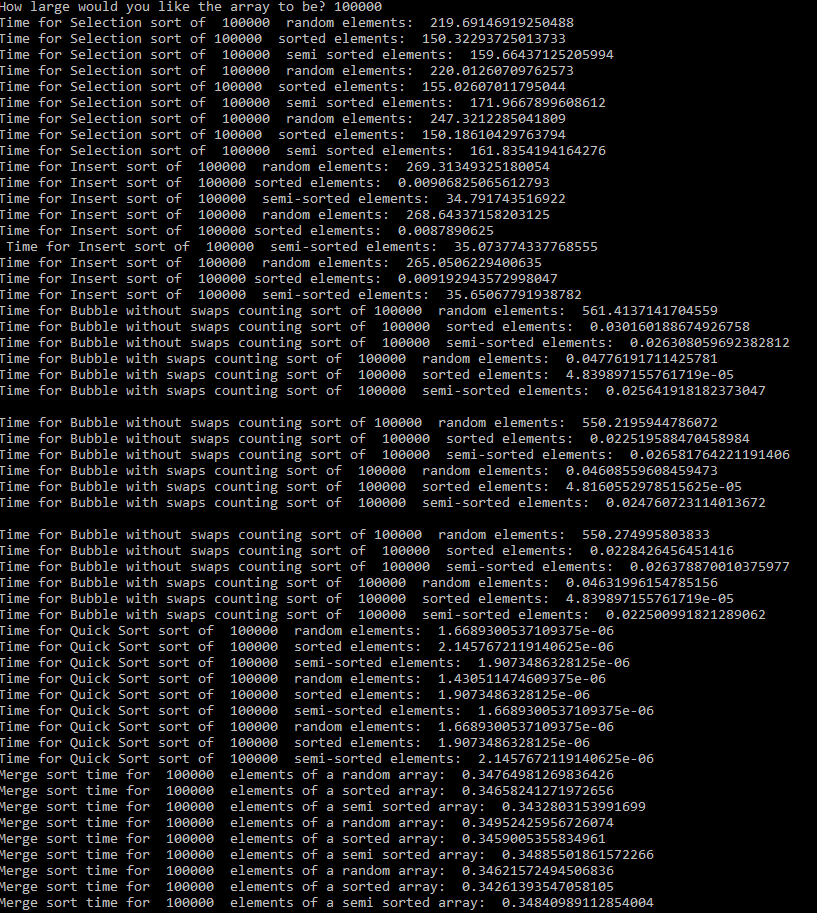 How large would you like the array to be? 100000
Time for Selection sort of  100000  random elements:  219.69146919250488
Time for Selection sort of 100000  sorted elements:  150.32293725013733
Time for Selection sort of  100000  semi sorted elements:  159.66437125205994
Time for Selection sort of  100000  random elements:  220.01260709762573
Time for Selection sort of 100000  sorted elements:  155.02607011795044
Time for Selection sort of  100000  semi sorted elements:  171.9667899608612
Time for Selection sort of  100000  random elements:  247.3212285041809
Time for Selection sort of 100000  sorted elements:  150.18610429763794
Time for Selection sort of  100000  semi sorted elements:  161.8354194164276
Time for Insert sort of  100000  random elements:  269.31349325180054
Time for Insert sort of  100000 sorted elements:  0.00906825065612793
Time for Insert sort of  100000  semi-sorted elements:  34.791743516922
Time for Insert sort of  100000  random elements:  268.64337158203125
Time for Insert sort of  100000 sorted elements:  0.0087890625
 Time for Insert sort of  100000  semi-sorted elements:  35.073774337768555
Time for Insert sort of  100000  random elements:  265.0506229400635
Time for Insert sort of  100000 sorted elements:  0.009192943572998047
Time for Insert sort of  100000  semi-sorted elements:  35.65067791938782
Time for Bubble without swaps counting sort of 100000  random elements:  561.4137141704559
Time for Bubble without swaps counting sort of  100000  sorted elements:  0.030160188674926758
Time for Bubble without swaps counting sort of  100000  semi-sorted elements:  0.026308059692382812
Time for Bubble with swaps counting sort of  100000  random elements:  0.04776191711425781
Time for Bubble with swaps counting sort of  100000  sorted elements:  4.839897155761719e-05
Time for Bubble with swaps counting sort of  100000  semi-sorted elements:  0.025641918182373047

Time for Bubble without swaps counting sort of 100000  random elements:  550.2195944786072
Time for Bubble without swaps counting sort of  100000  sorted elements:  0.022519588470458984
Time for Bubble without swaps counting sort of  100000  semi-sorted elements:  0.026581764221191406
Time for Bubble with swaps counting sort of  100000  random elements:  0.04608559608459473
Time for Bubble with swaps counting sort of  100000  sorted elements:  4.8160552978515625e-05
Time for Bubble with swaps counting sort of  100000  semi-sorted elements:  0.024760723114013672

Time for Bubble without swaps counting sort of 100000  random elements:  550.274995803833
Time for Bubble without swaps counting sort of  100000  sorted elements:  0.0228426456451416
Time for Bubble without swaps counting sort of  100000  semi-sorted elements:  0.026378870010375977
Time for Bubble with swaps counting sort of  100000  random elements:  0.04631996154785156
Time for Bubble with swaps counting sort of  100000  sorted elements:  4.839897155761719e-05
Time for Bubble with swaps counting sort of  100000  semi-sorted elements:  0.022500991821289062
Time for Quick Sort sort of  100000  random elements:  1.6689300537109375e-06
Time for Quick Sort sort of  100000  sorted elements:  2.1457672119140625e-06
Time for Quick Sort sort of  100000  semi-sorted elements:  1.9073486328125e-06
Time for Quick Sort sort of  100000  random elements:  1.430511474609375e-06
Time for Quick Sort sort of  100000  sorted elements:  1.9073486328125e-06
Time for Quick Sort sort of  100000  semi-sorted elements:  1.6689300537109375e-06
Time for Quick Sort sort of  100000  random elements:  1.6689300537109375e-06
Time for Quick Sort sort of  100000  sorted elements:  1.9073486328125e-06
Time for Quick Sort sort of  100000  semi-sorted elements:  2.1457672119140625e-06
Merge sort time for  100000  elements of a random array:  0.34764981269836426
Merge sort time for  100000  elements of a sorted array:  0.34658241271972656
Merge sort time for  100000  elements of a semi sorted array:  0.3432803153991699
Merge sort time for  100000  elements of a random array:  0.34952425956726074
Merge sort time for  100000  elements of a sorted array:  0.3459005355834961
Merge sort time for  100000  elements of a semi sorted array:  0.34885501861572266
Merge sort time for  100000  elements of a random array:  0.34621572494506836
Merge sort time for  100000  elements of a sorted array:  0.34261393547058105
Merge sort time for  100000  elements of a semi sorted array:  0.34840989112854004